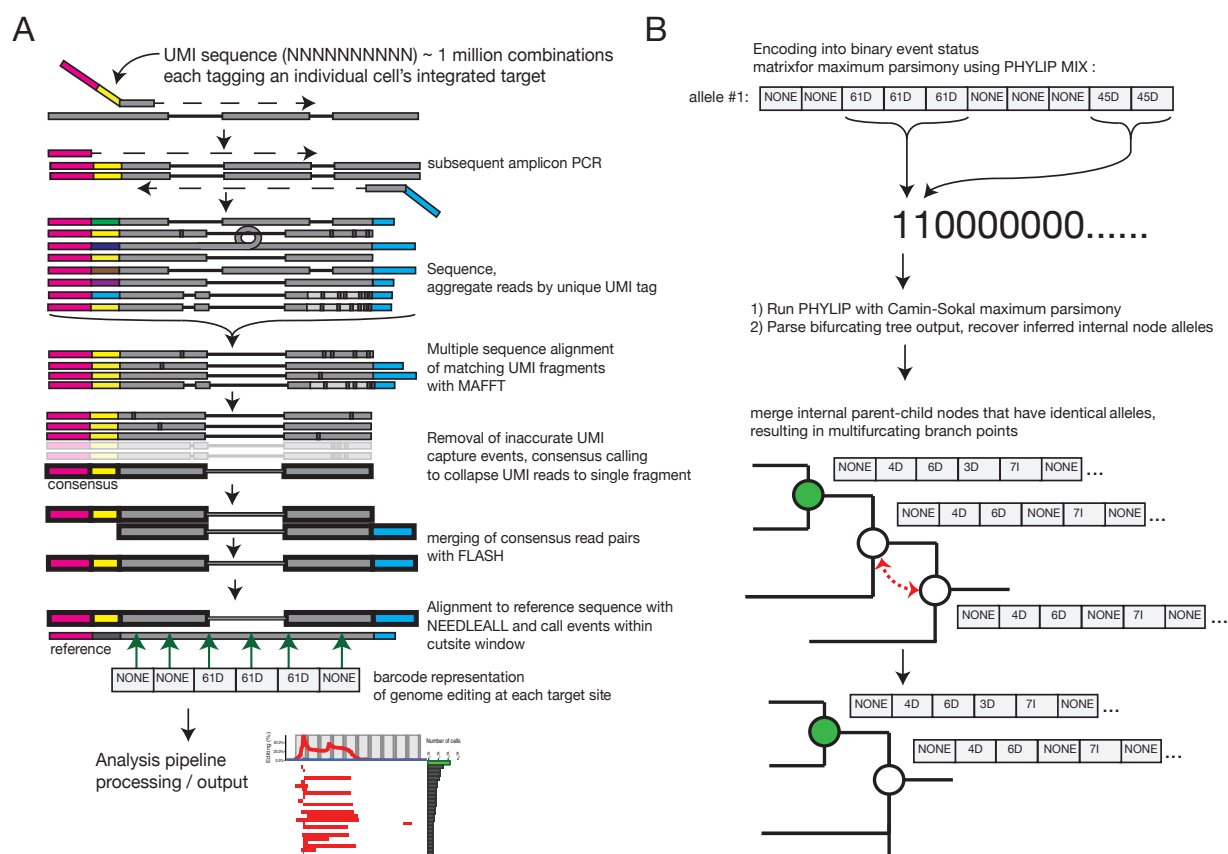 A
UMI sequence (NNNNNNNNNN) ~ 1 million combinations
each tagging an individual cell's integrated target
subsequent amplicon PCR
Sequence,
aggregate reads by unique UMI tag
Multiple sequence alignment
of matching UMI fragments
with MAFFT
Removal of inaccurate UMI
capture events, consensus calling
to collapse UMI reads to single fragment
consensus
merging of consensus read pairs
with FLASH
Alignment to reference sequence with
NEEDLEALL and call events within
cutsite window
reference
NONE NONE 61D 61D 61D NONE
barcode representation
of genome editing at each target site
Analysis pipeline
processing / output
Editing (%)
40.0%
20.0%
0.0%
Number of cells
B
Encoding into binary event status
matrixfor maximum parsimony using PHYLIP MIX :
allele #1: NONE NONE 61D 61D 61D NONE NONE NONE 45D 45D
110000000......
1) Run PHYLIP with Camin-Sokal maximum parsimony
2) Parse bifurcating tree output, recover inferred internal node alleles
merge internal parent-child nodes that have identical alleles,
resulting in multifurcating branch points
NONE 4D 6D 3D 7I NONE ...
NONE 4D 6D NONE 7I NONE ...
NONE 4D 6D NONE 7I NONE ...
NONE 4D 6D 3D 7I NONE ...
NONE 4D 6D NONE 7I NONE ...